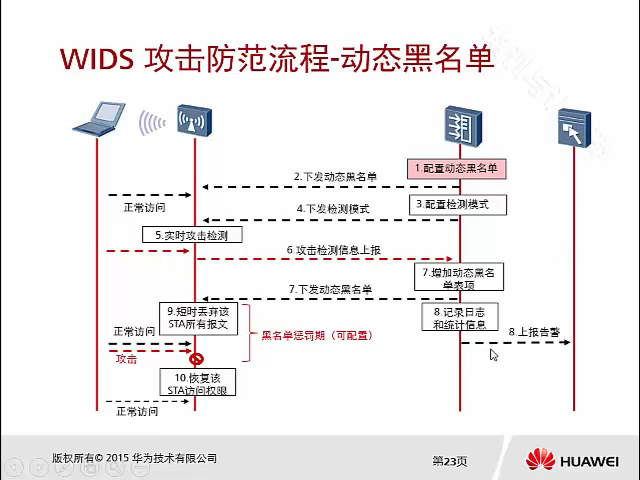 WIDS 攻击防范流程-动态黑名单
1.配置动态黑名单
2.下发动态黑名单
正常访问
3.配置检测模式
4.下发检测模式
5.实时攻击检测
6.攻击检测信息上报
7.增加动态黑名
单表项
7.下发动态黑名单
9.短时丢弃该
STA所有报文
8.记录日志
和统计信息
8.上报告警
黑名单惩罚期（可配置）
正常访问
攻击
10.恢复该
STA访问权限
正常访问
版权所有© 2015 华为技术有限公司
第23页
HUAWEI